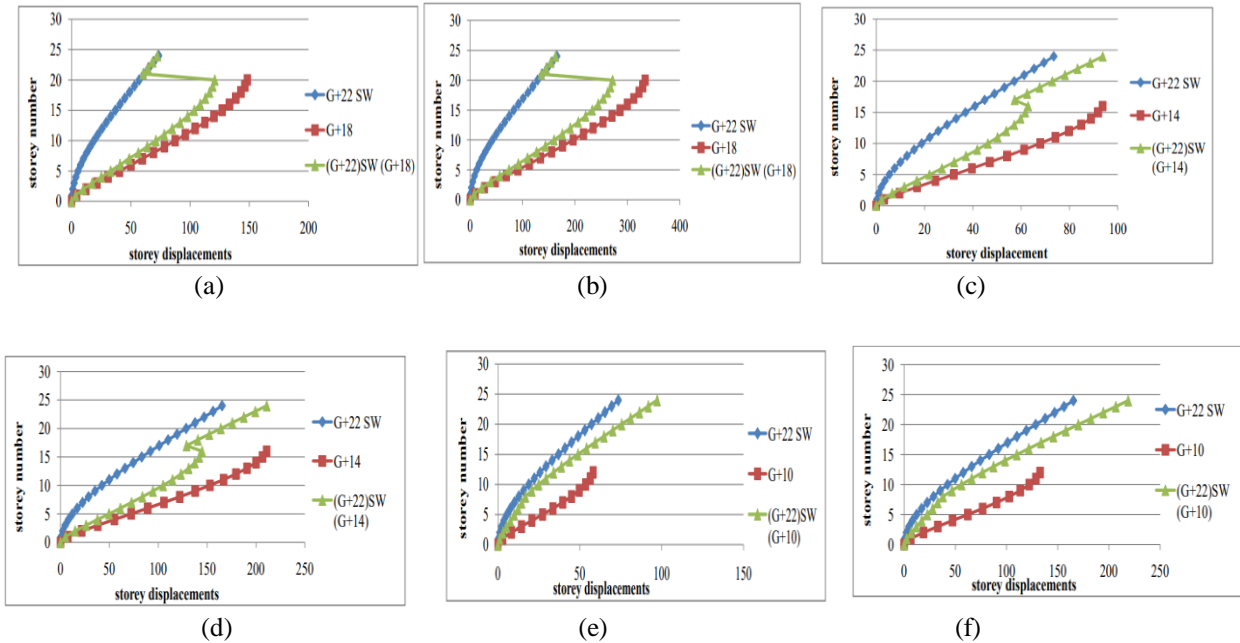 30
25
20
15
10
5
0
storey number
0 50 100 150 200
storey displacements
G+22 SW
G+18
(G+22)SW (G+18)
(a)
30
25
20
15
10
5
0
storey number
0 100 200 300 400
storey displacements
G+22 SW
G+18
(G+22)SW (G+18)
(b)
30
25
20
15
10
5
0
storey number
0 20 40 60 80 100
storey displacement
G+22 SW
G+14
(G+22)SW
(G+14)
(c)
30
25
20
15
10
5
0
storey number
0 50 100 150 200 250
storey displacements
G+22 SW
G+14
(G+22)SW
(G+14)
(d)
30
25
20
15
10
5
0
storey number
0 50 100 150
storey displacements
G+22 SW
G+10
(G+22)SW
(G+10)
(e)
30
25
20
15
10
5
0
storey number
0 50 100 150 200 250
storey displacements
G+22 SW
G+10
(G+22)SW
(G+10)
(f)